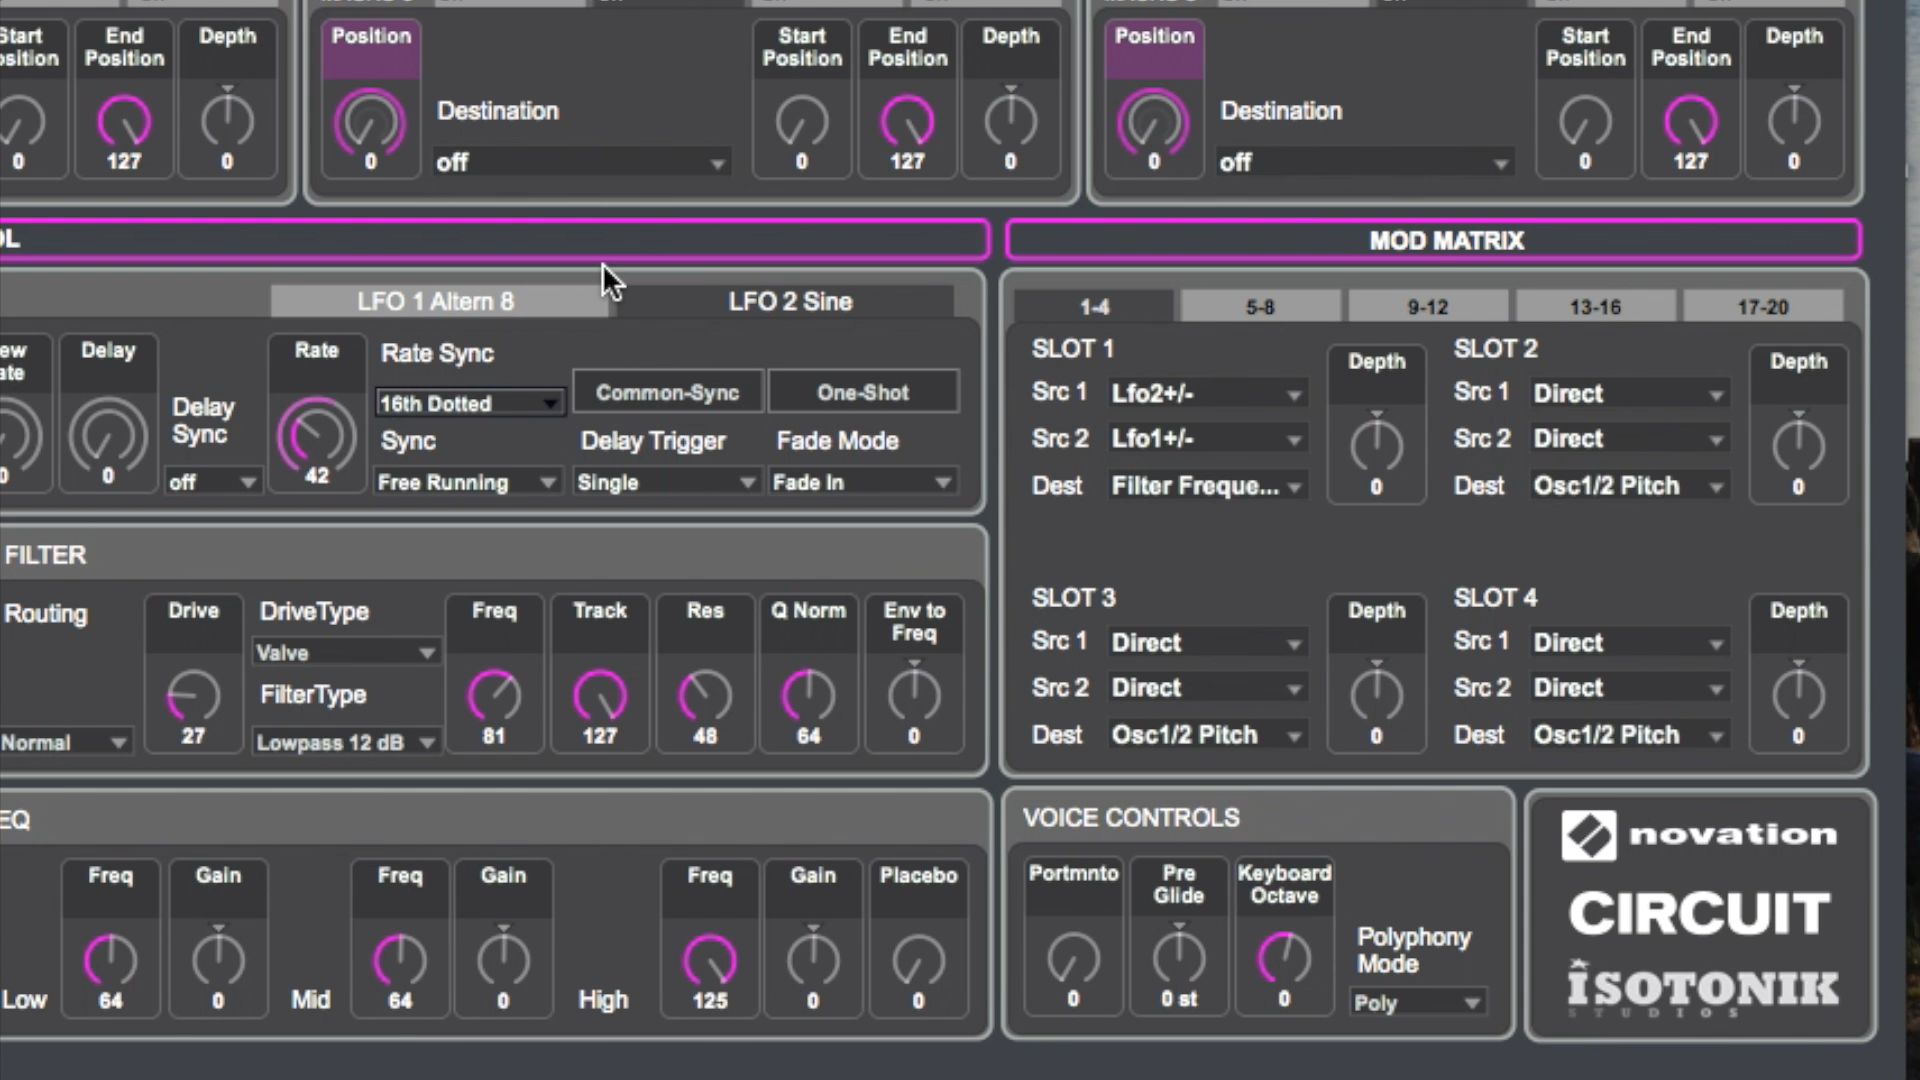 Start Position
End Position
Depth
Position
Destination
Start Position
End Position
Depth
Position
Destination
Start Position
End Position
Depth
0
127
0
0
off
0
127
0
0
off
0
127
0
MOD MATRIX
LFO 1 Altern 8
LFO 2 Sine
1-4
5-8
9-12
13-16
17-20
Delay
Delay Sync
Rate
Rate Sync
16th Dotted
Common-Sync
One-Shot
Sync
Delay Trigger
Fade Mode
0
off
42
Free Running
Single
Fade In
SLOT 1
Src 1
Lfo2+/-
Src 2
Lfo1+/-
Dest
Filter Freque...
Depth
0
SLOT 2
Src 1
Direct
Src 2
Direct
Dest
Osc1/2 Pitch
Depth
0
FILTER
Routing
Normal
Drive
27
DriveType
Valve
FilterType
Lowpass 12 dB
Freq
81
Track
127
Res
48
Q Norm
64
Env to Freq
0
SLOT 3
Src 1
Direct
Src 2
Direct
Dest
Osc1/2 Pitch
Depth
0
SLOT 4
Src 1
Direct
Src 2
Direct
Dest
Osc1/2 Pitch
Depth
0
EQ
Low
Freq
64
Gain
0
Mid
Freq
64
Gain
0
High
Freq
125
Gain
0
Placebo
0
VOICE CONTROLS
Portmnto
0
Pre Glide
0 st
Keyboard Octave
0
Polyphony Mode
Poly
novation
CIRCUIT
ISOTONIK
STUDIOS